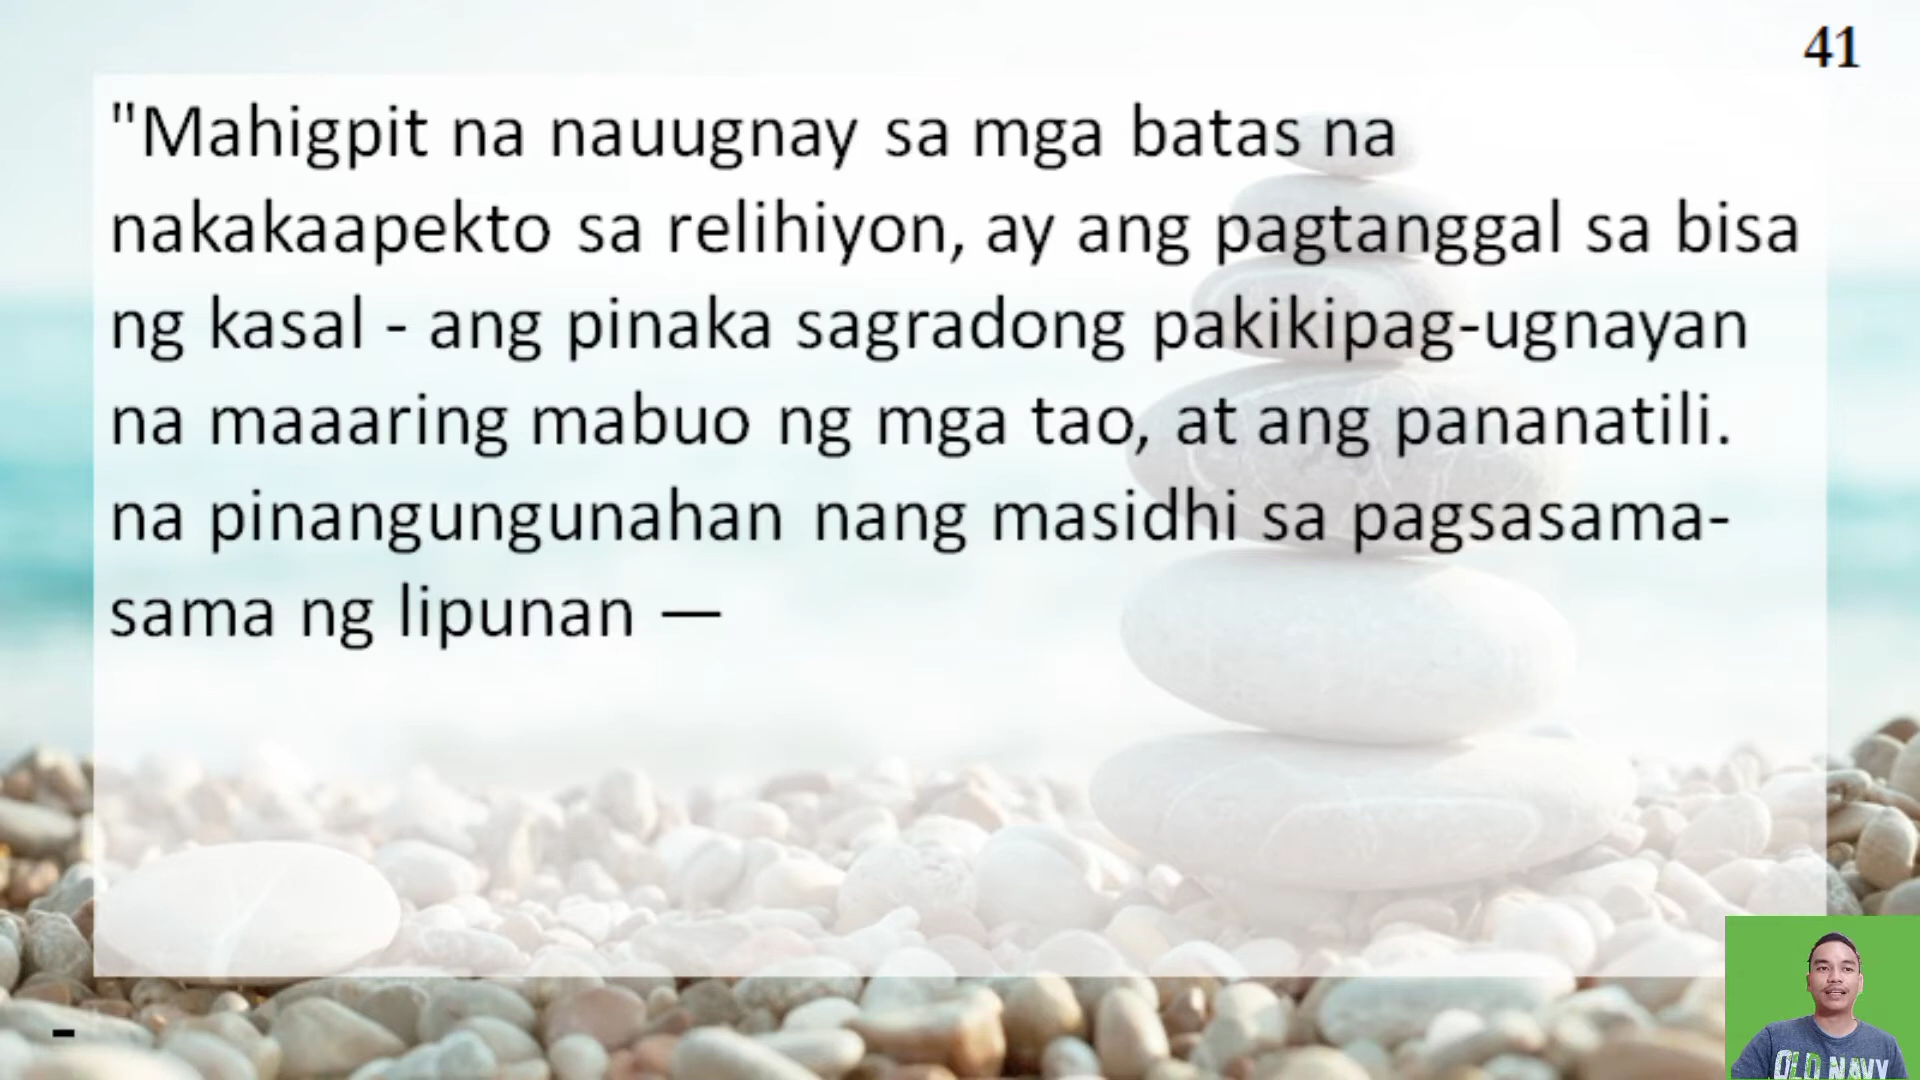 41
"Mahigpit na nauugnay sa mga batas na
nakakaapekto sa relihiyon, ay ang pagtanggal sa bisa
ng kasal - ang pinaka sagradong pakikipag-ugnayan
na maaaring mabuo ng mga tao, at ang pananatili.
na pinangungunahan nang masidhi sa pagsasama-
sama ng lipunan —
-
OLD NAVY